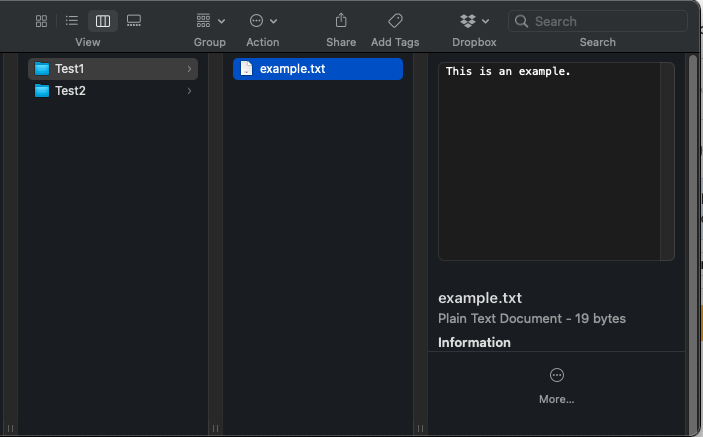 Search
View
Group
Action
Share
Add Tags
Dropbox
Search
Test1
Test2
example.txt
This is an example.
example.txt
Plain Text Document - 19 bytes
Information
More...